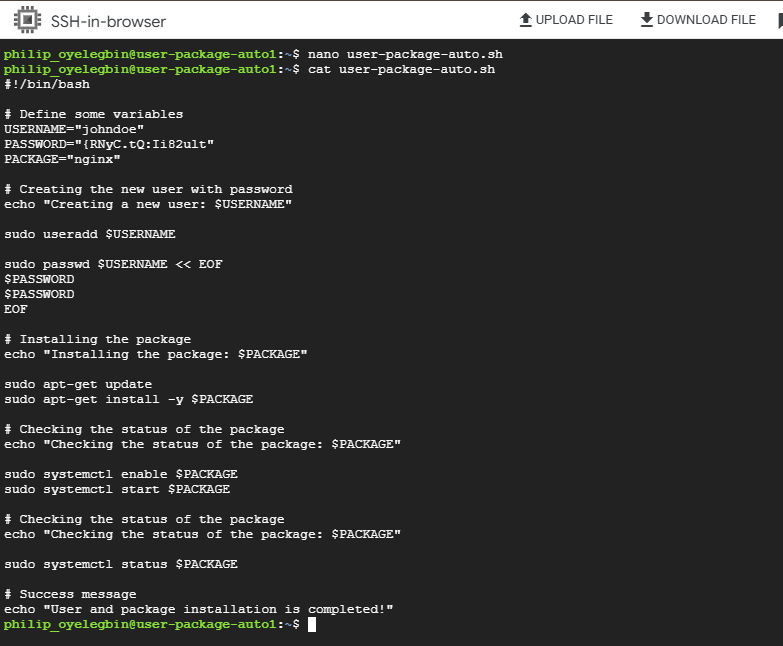 SSH-in-browser
UPLOAD FILE
DOWNLOAD FILE
philip_oyelegbin@user-package-auto1:~$ nano user-package-auto.sh
philip_oyelegbin@user-package-auto1:~$ cat user-package-auto.sh
#!/bin/bash
# Define some variables
USERNAME="johndoe"
PASSWORD="{RNyC.tQ:Ii82ult"
PACKAGE="nginx"
# Creating the new user with password
echo "Creating a new user: $USERNAME"
sudo useradd $USERNAME
sudo passwd $USERNAME << EOF
$PASSWORD
$PASSWORD
EOF
# Installing the package
echo "Installing the package: $PACKAGE"
sudo apt-get update
sudo apt-get install -y $PACKAGE
# Checking the status of the package
echo "Checking the status of the package: $PACKAGE"
sudo systemctl enable $PACKAGE
sudo systemctl start $PACKAGE
# Checking the status of the package
echo "Checking the status of the package: $PACKAGE"
sudo systemctl status $PACKAGE
# Success message
echo "User and package installation is completed!"
philip_oyelegbin@user-package-auto1:~$